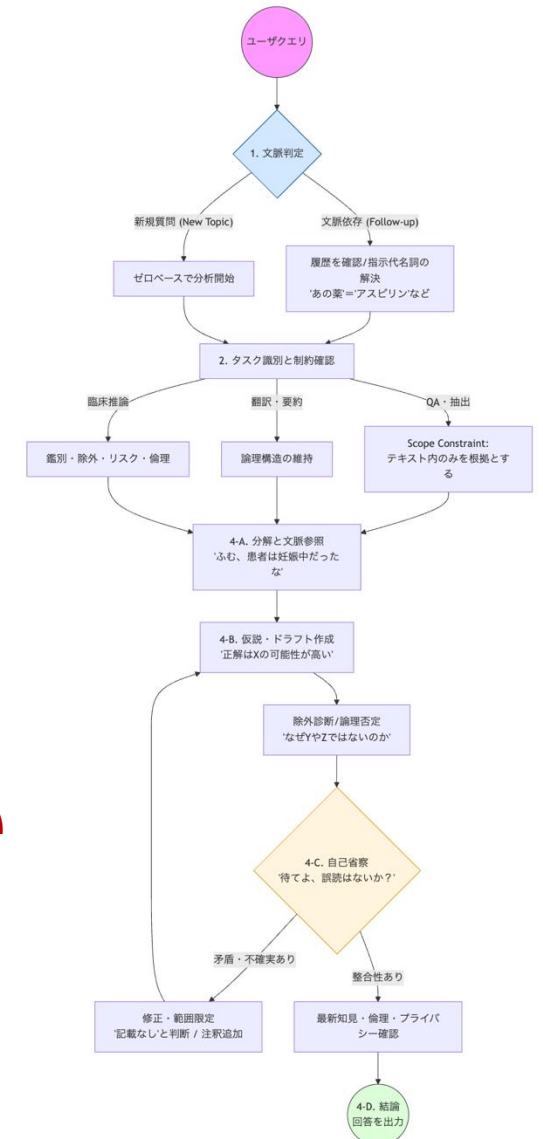 ユーザクエリ
1. 文脈判定
新規質問 (New Topic)
文脈依存 (Follow-up)
ゼロベースで分析開始
履歴を確認/指示代名詞の
解決
'あの薬'='アスピリン'など
2. タスク識別と制約確認
臨床推論
翻訳・要約
QA・抽出
鑑別・除外・リスク・倫理
論理構造の維持
Scope Constraint:
テキスト内のみを根拠とす
る
4-A. 分解と文脈参照
'ふむ、患者は妊娠中だった
な'
4-B. 仮説・ドラフト作成
'正解はXの可能性が高い'
除外診断/論理否定
'なぜYやZではないのか'
4-C. 自己省察
'待てよ、誤読はないか？'
矛盾・不確実あり
整合性あり
修正・範囲限定
'記載なし'と判断 / 注釈追加
最新知見・倫理・プライバ
シー確認
4-D. 結論
回答を出力